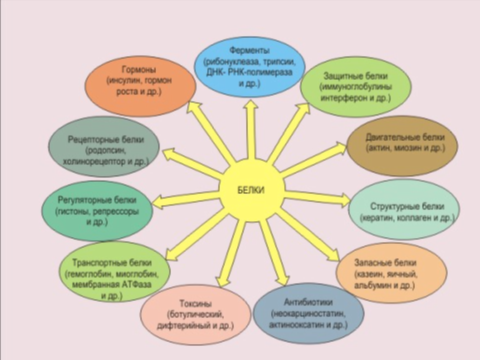 Ферменты
(рибонуклеаза, трипсин,
ДНК- РНК-полимераза
и др.)
Защитные белки
(иммуноглобулины
интерферон и др.)
Двигательные белки
(актин, миозин и др.)
Структурные белки
(кератин, коллаген и др.)
Запасные белки
(казеин, яичный,
альбумин и др.)
Антибиотики
(неокарциностатин,
актинооксатин и др.)
Токсины
(ботулический,
дифтерийный и др.)
Транспортные белки
(гемоглобин, миоглобин,
мембранная АТФаза
и др.)
Регуляторные белки
(гистоны, репрессоры
и др.)
Рецепторные белки
(родопсин,
холинорецептор и др.)
Гормоны
(инсулин, гормон
роста и др.)
БЕЛКИ